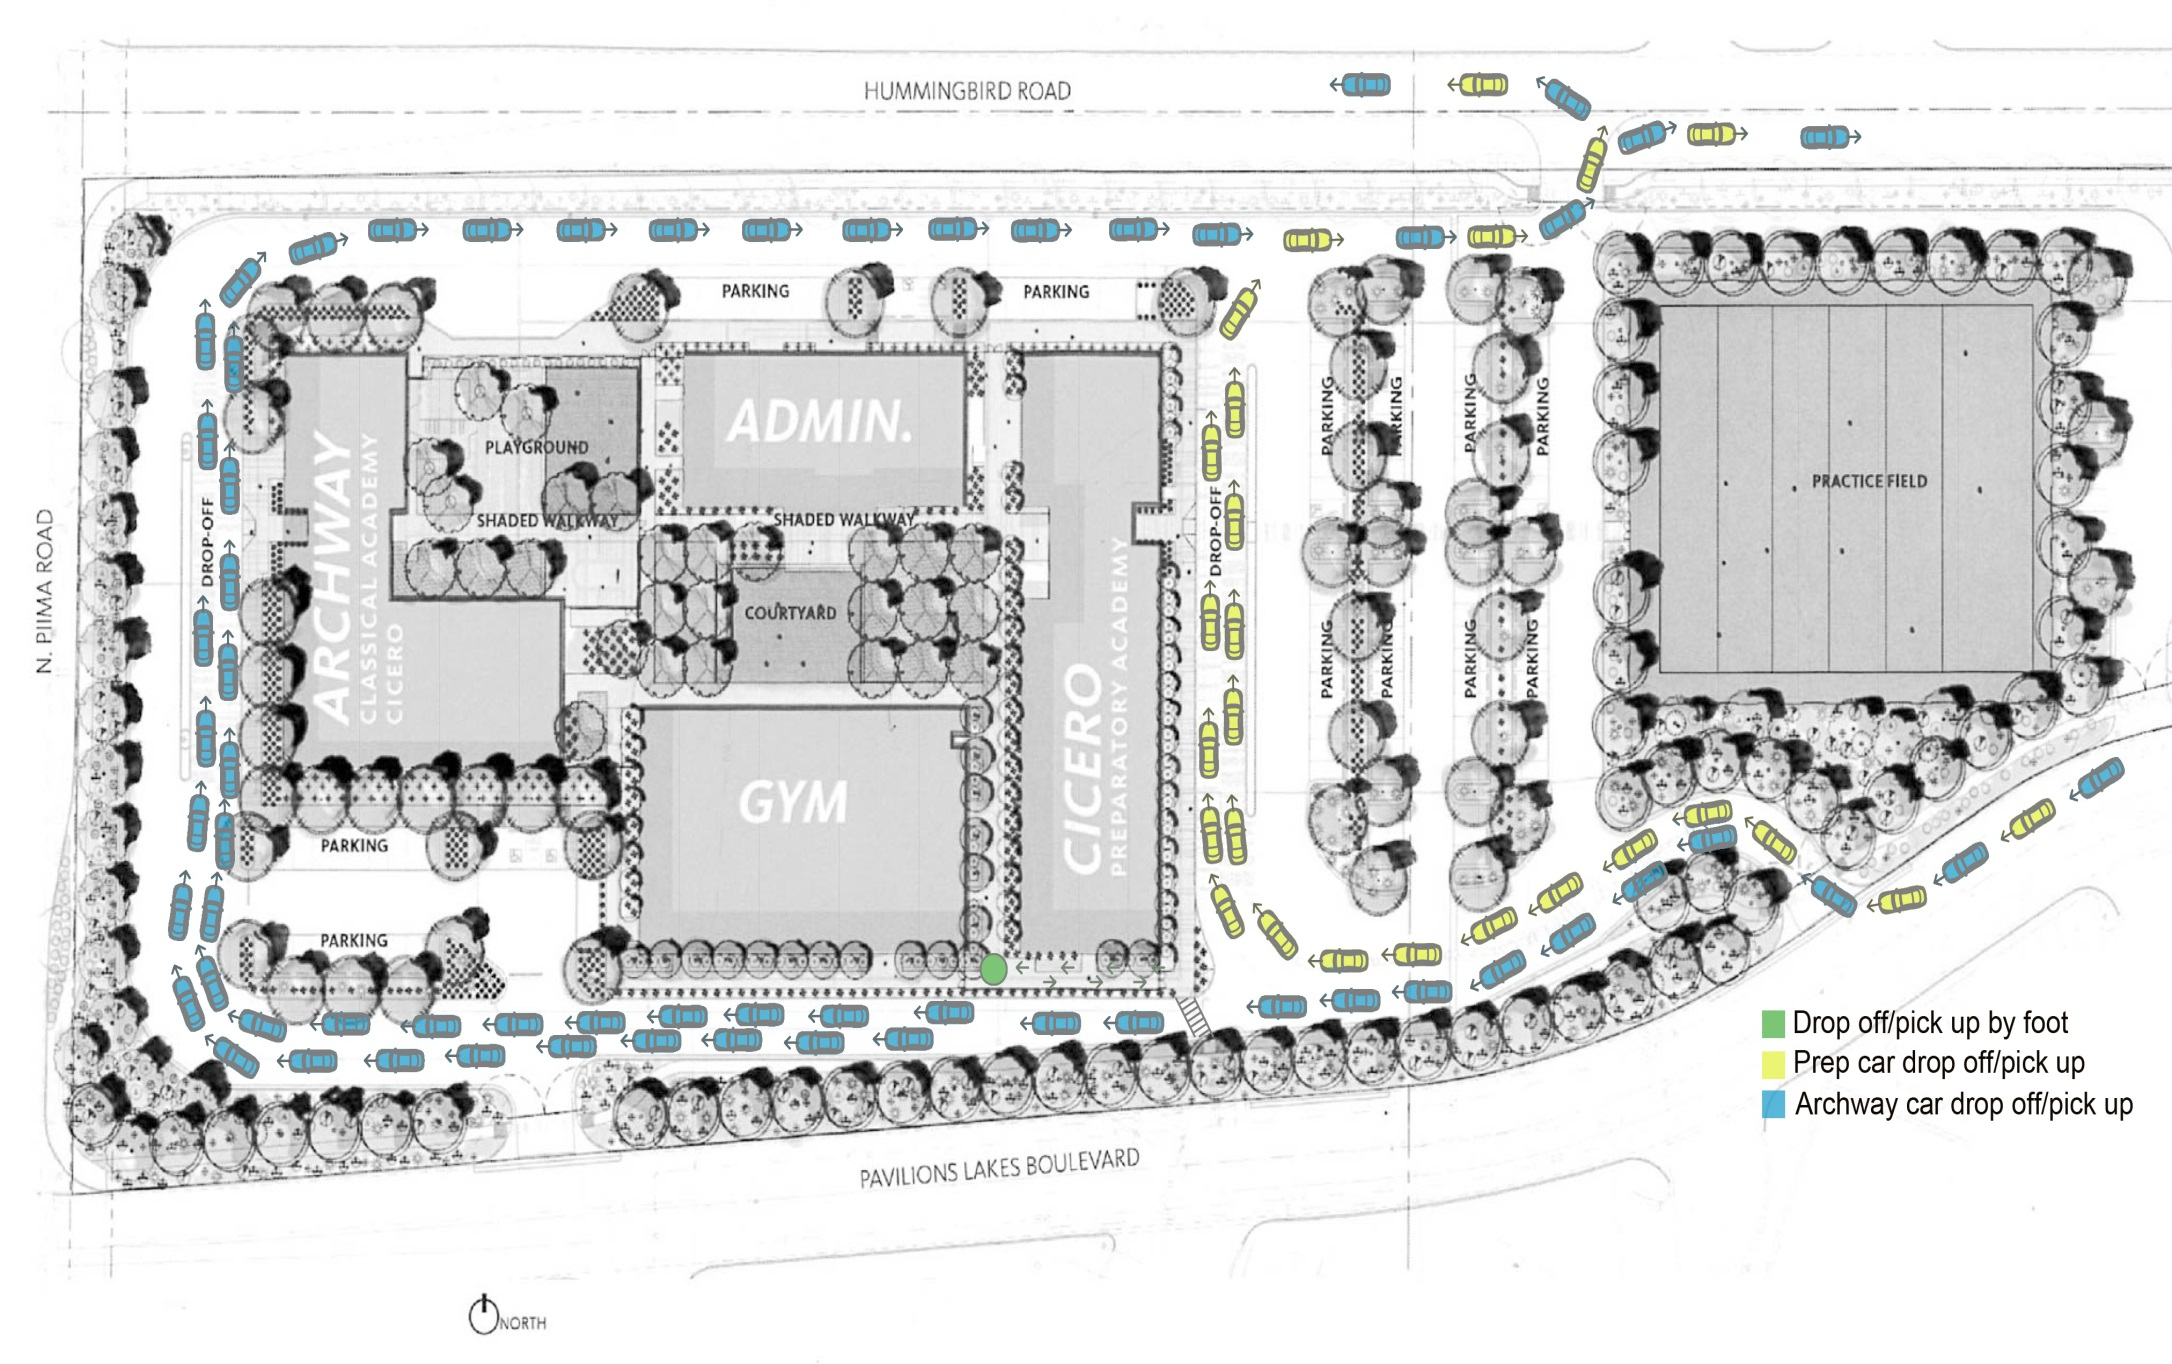 HUMMINGBIRD ROAD
PARKING
PARKING
ADMIN.
PLAYGROUND
SHADED WALKWAY
SHADED WALKWAY
COURTYARD
ARCHWAY
CLASSICAL ACADEMY
CICERO
DROP-OFF
N. PIIMA ROAD
GYM
CICERO
PREPARATORY ACADEMY
DROP-OFF
PARKING
PARKING
PARKING
PARKING
PARKING
PARKING
PARKING
PARKING
PRACTICE FIELD
PARKING
PARKING
Drop off/pick up by foot
Prep car drop off/pick up
Archway car drop off/pick up
PAVILIONS LAKES BOULEVARD
NORTH